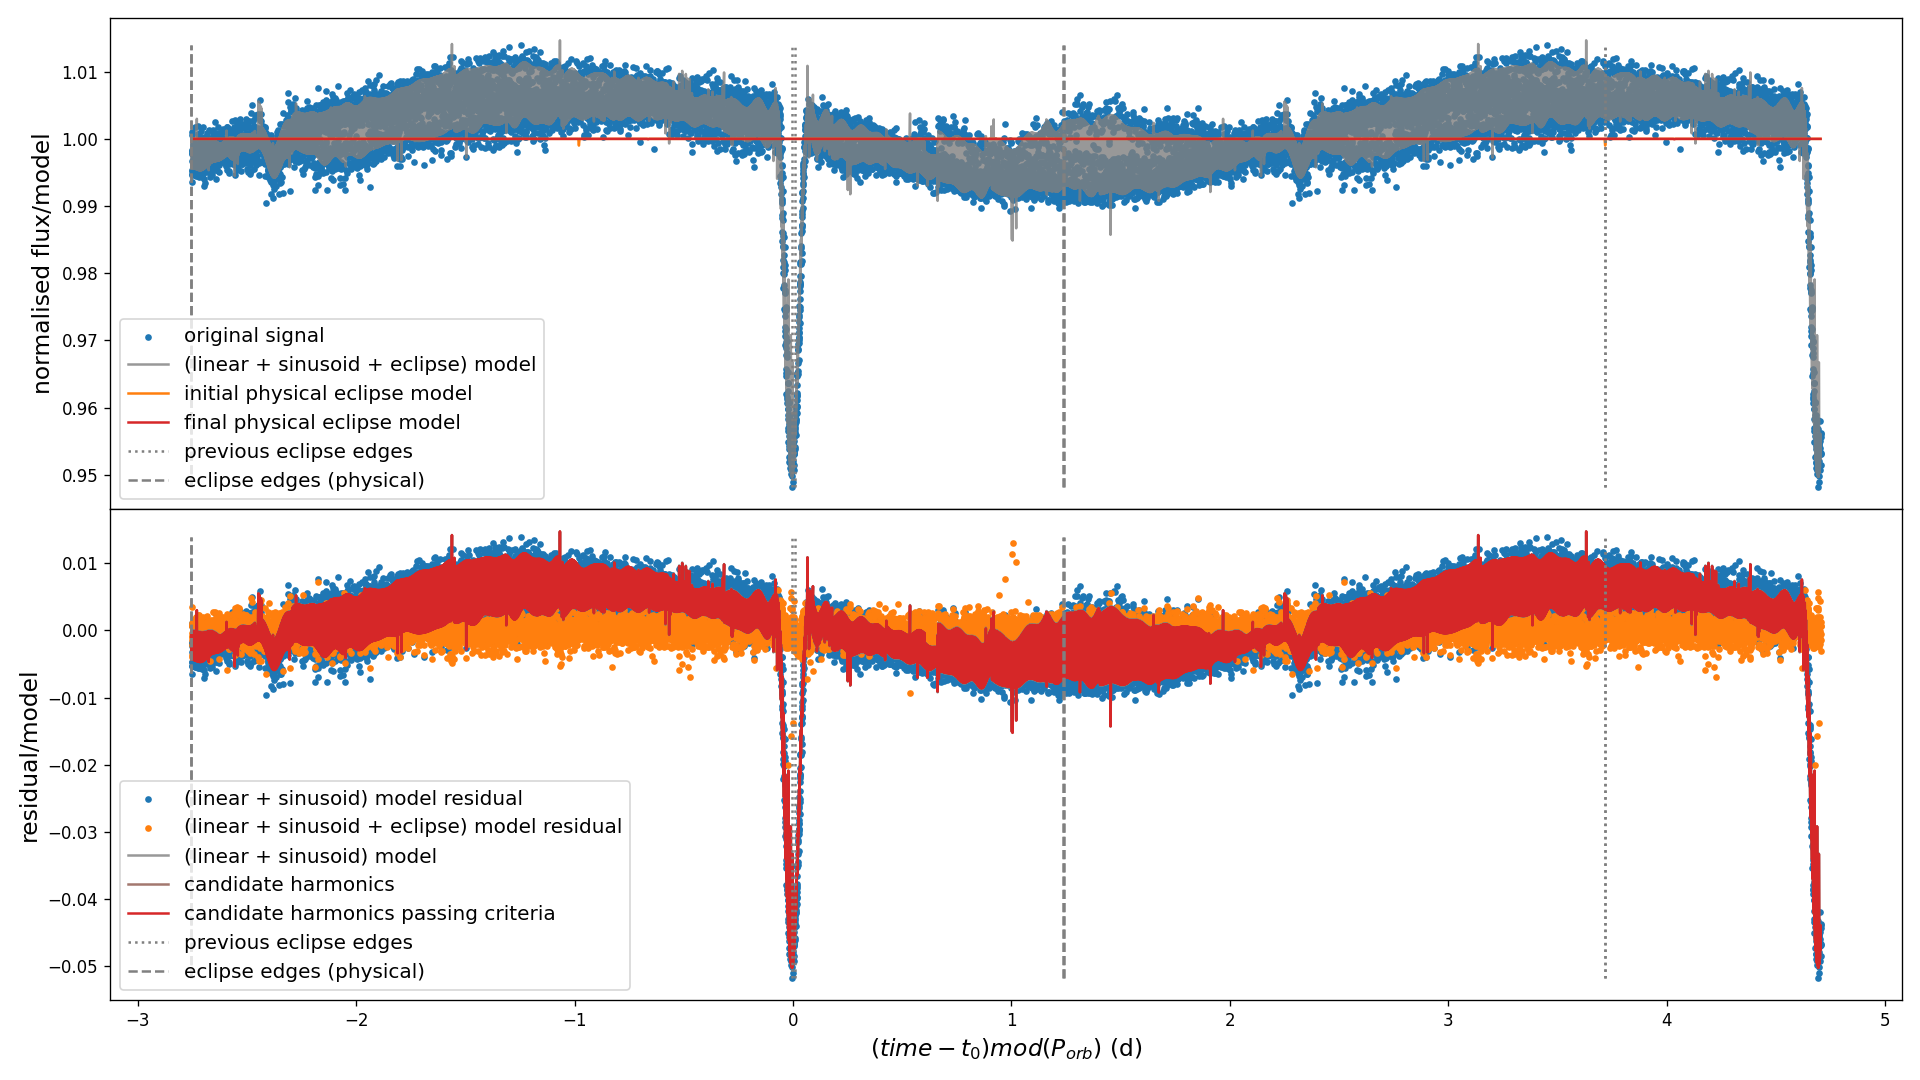 normalised flux/model
1.01
1.00
0.99
0.98
0.97
0.96
0.95
original signal
(linear + sinusoid + eclipse) model
initial physical eclipse model
final physical eclipse model
previous eclipse edges
eclipse edges (physical)
residual/model
0.01
0.00
−0.01
−0.02
−0.03
−0.04
−0.05
(linear + sinusoid) model residual
(linear + sinusoid + eclipse) model residual
(linear + sinusoid) model
candidate harmonics
candidate harmonics passing criteria
previous eclipse edges
eclipse edges (physical)
−3 −2 −1 0 1 2 3 4 5
(time − t₀)mod(P_orb) (d)